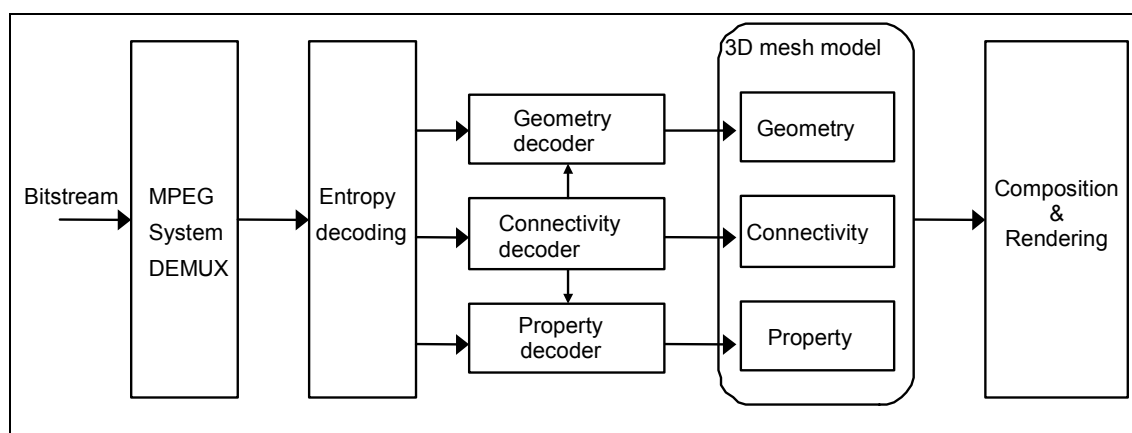 Bitstream
MPEG
System
DEMUX
Entropy
decoding
Geometry
decoder
Connectivity
decoder
Property
decoder
3D mesh model
Geometry
Connectivity
Property
Composition
&
Rendering